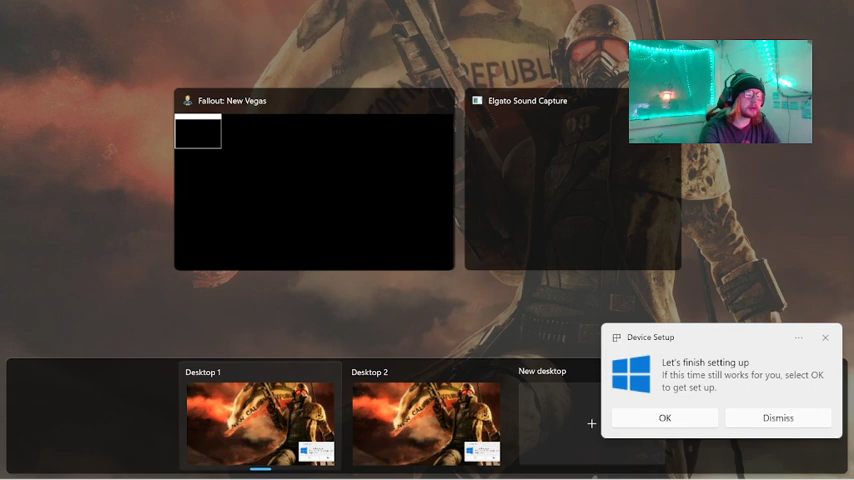 REPUBL
Fallout: New Vegas
Elgato Sound Capture
Device Setup
Let's finish setting up
If this time still works for you, select OK
to get set up.
OK
Dismiss
Desktop 1
Desktop 2
New desktop